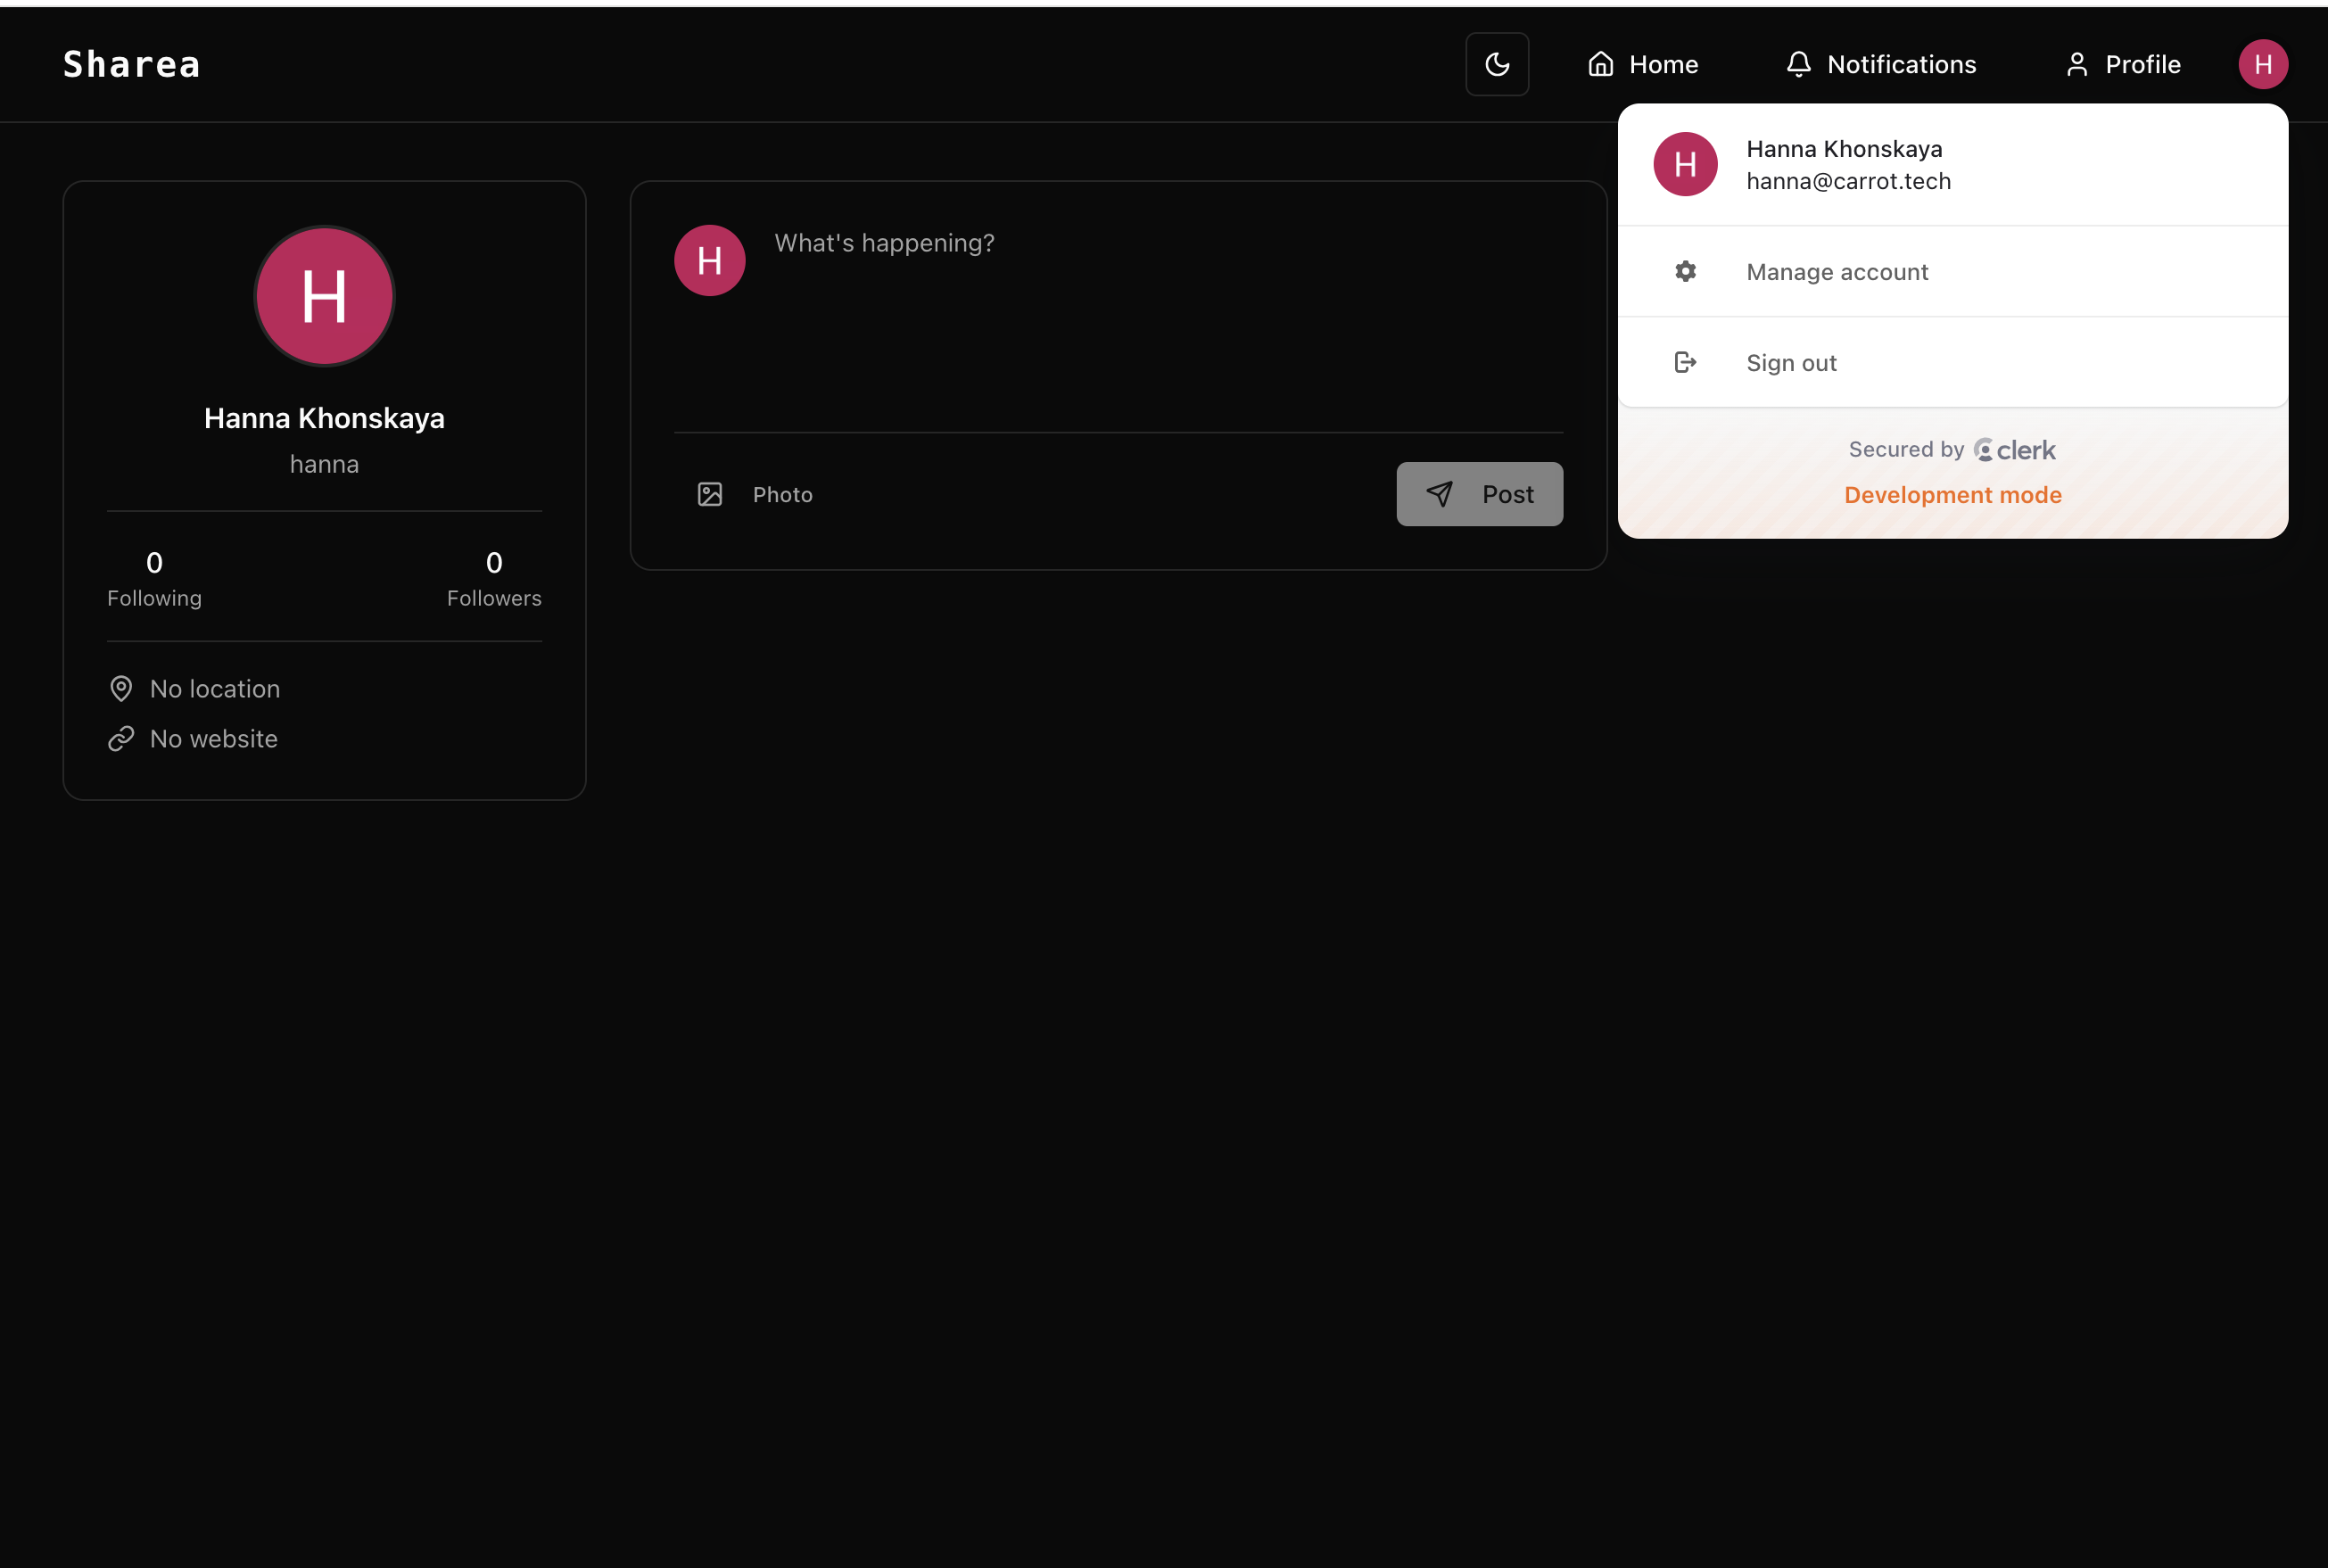 Sharea
Home
Notifications
Profile
H
H
Hanna Khonskaya
hanna@carrot.tech
Manage account
Sign out
Secured by clerk
Development mode
H
Hanna Khonskaya
hanna
0
Following
0
Followers
No location
No website
H
What's happening?
Photo
Post